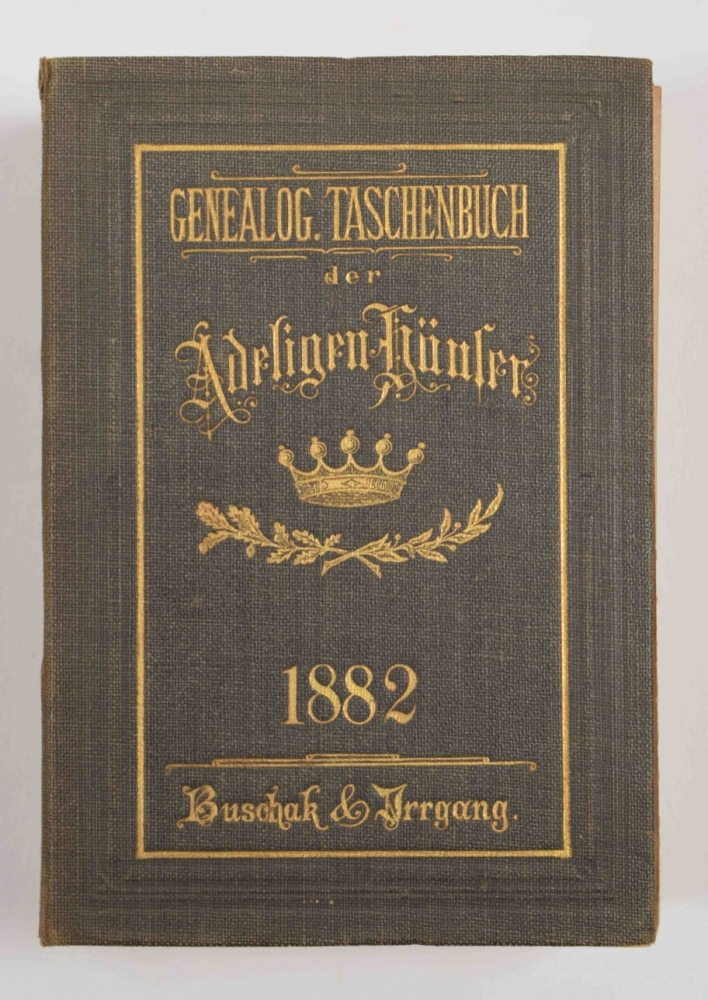 GENEALOG. TASCHENBUCH
der
Adeligen Häuser
1882
Buschak & Irrgang.